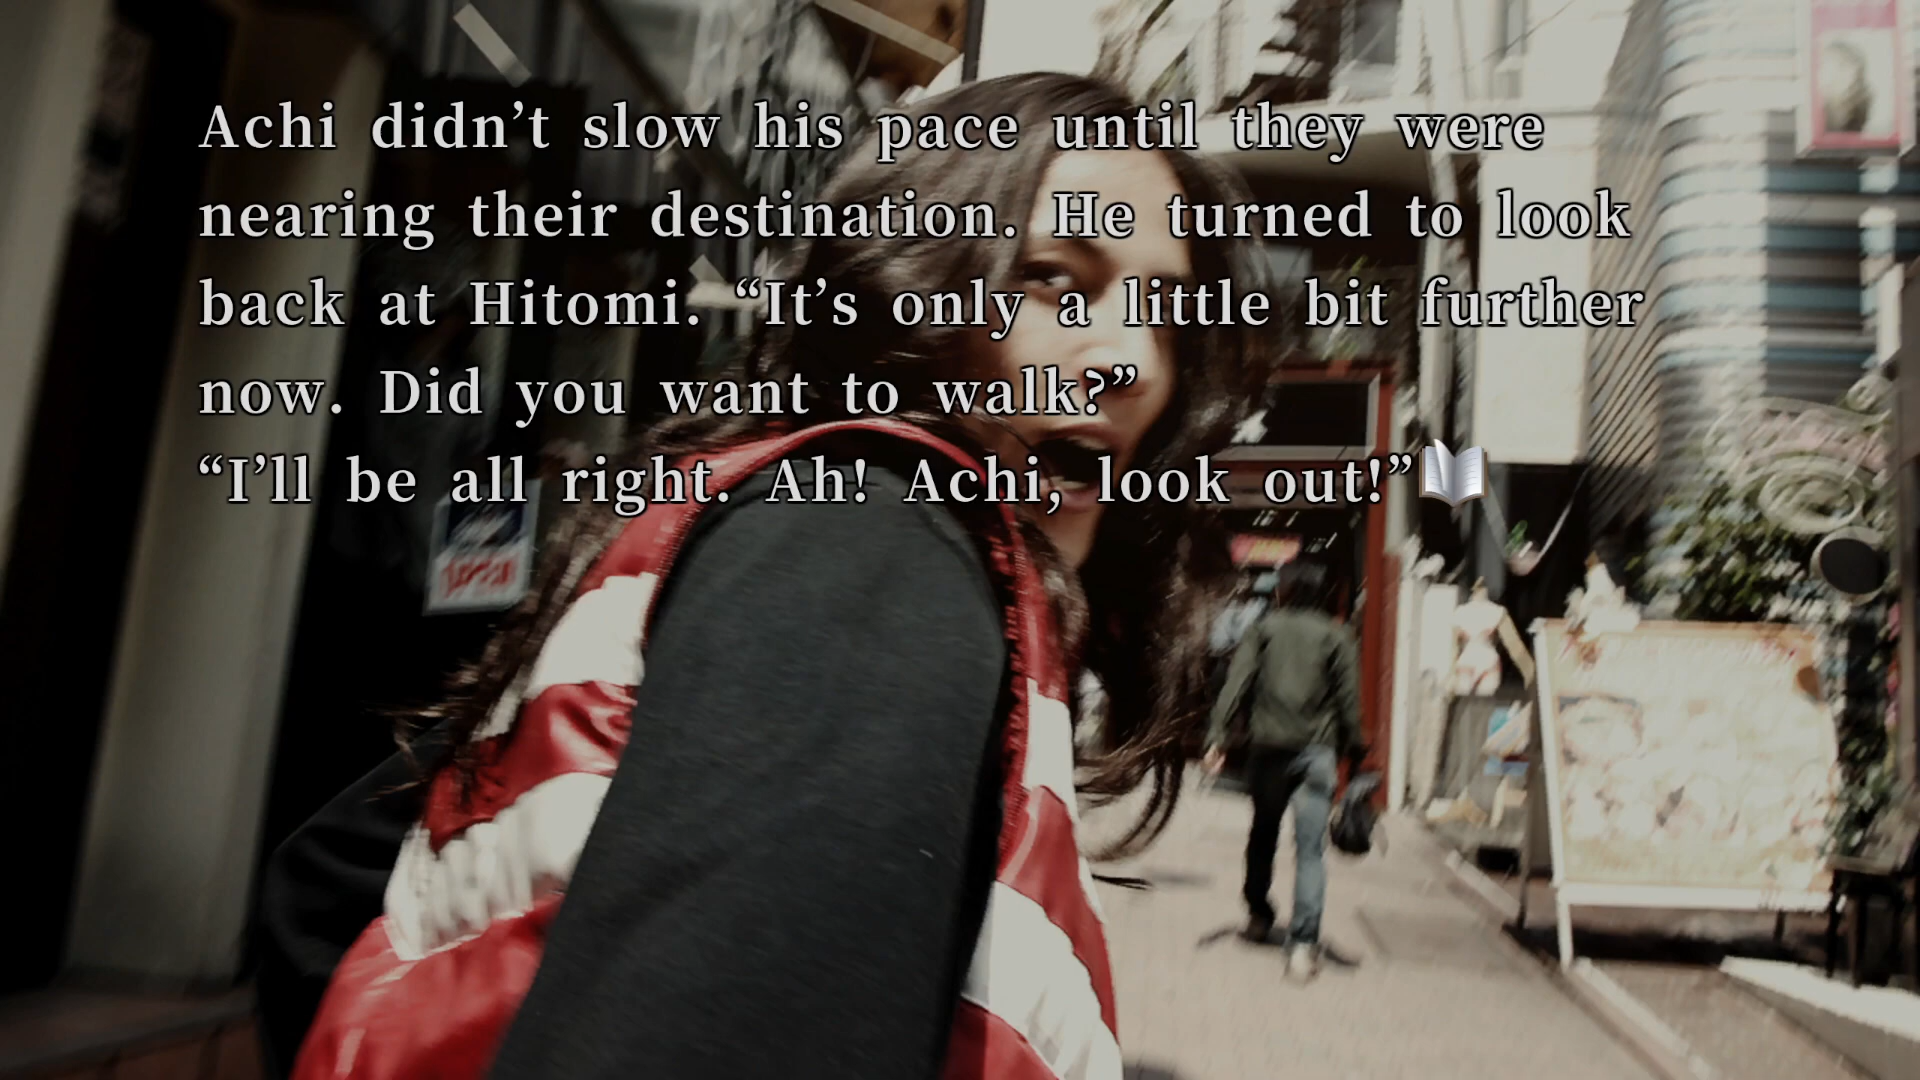 Achi didn’t slow his pace until they were
nearing their destination. He turned to look
back at Hitomi. “It’s only a little bit further
now. Did you want to walk?”
“I’ll be all right. Ah! Achi, look out!”